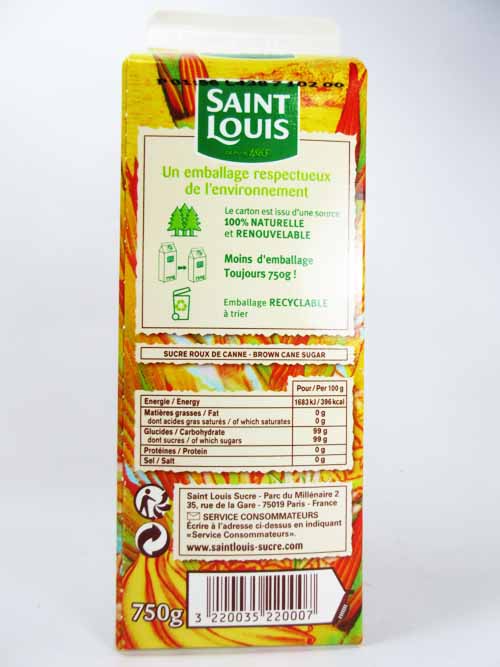 SAINT
LOUIS
Un emballage respectueux
de l'environnement
Le carton est issu d'une source
100% NATURELLE
et RENOUVELABLE
Moins d'emballage
Toujours 750g !
Emballage RECYCLABLE
à trier
SUCRE ROUX DE CANNE - BROWN CANE SUGAR
Pour/Per 100 g
Energie / Energy 1683 kJ / 396 kcal
Matières grasses / Fat 0 g
dont acides gras saturés / of which saturates 0 g
Glucides / Carbohydrate 99 g
dont sucres / of which sugars 99 g
Protéines / Protein 0 g
Sel / Salt 0 g
Saint Louis Sucre - Parc du Millénaire 2
35, rue de la Gare - 75019 Paris - France
SERVICE CONSOMMATEURS
Écrire à l'adresse ci-dessus en indiquant
«Service Consommateurs».
www.saintlouis-sucre.com
750g
3 220035 220007